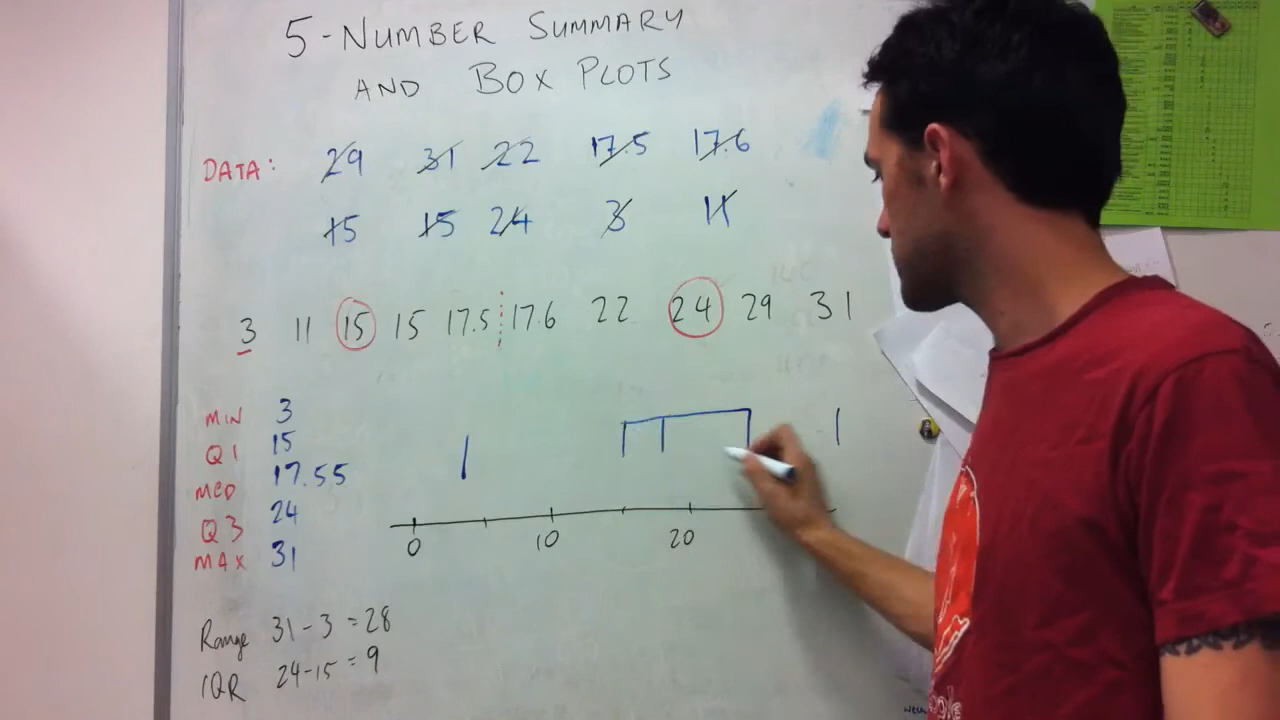 5-NUMBER SUMMARY
AND BOX PLOTS
DATA: 29 31 22 17.5 17.6
15 15 24 3 11
3 11 15 15 17.5 17.6 22 24 29 31
MIN 3
Q1 15
MED 17.55
Q3 24
MAX 31
0 10 20
Range 31-3=28
IQR 24-15=9